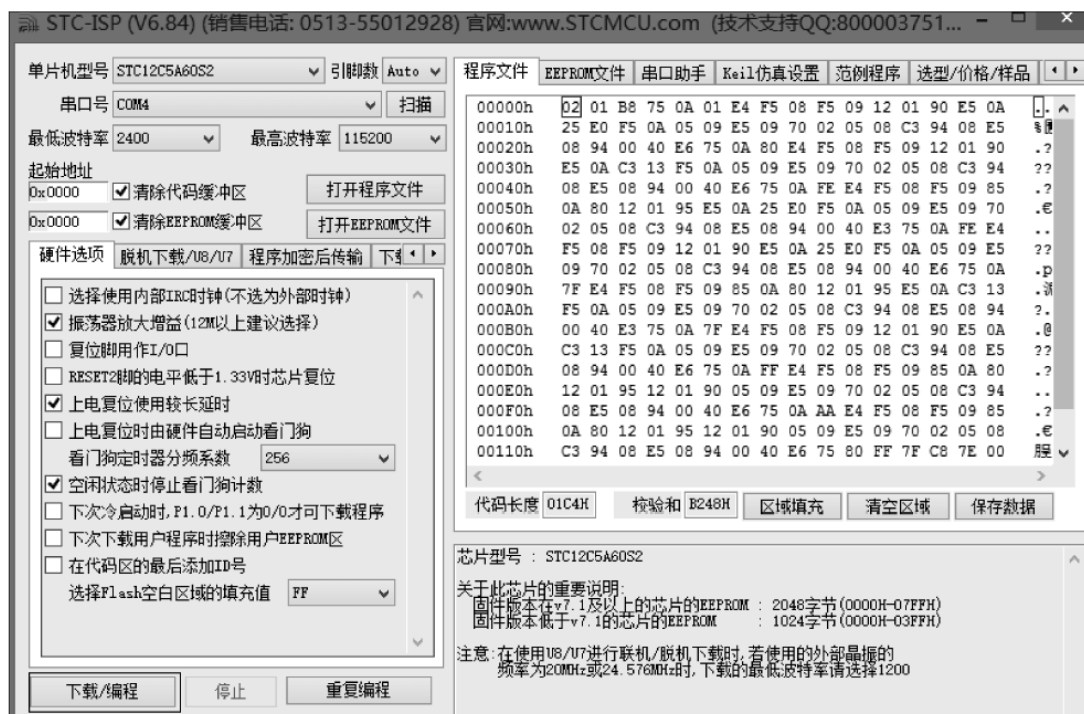 STC-ISP (V6.84) (销售电话: 0513-55012928) 官网:www.STCMCU.com (技术支持QQ:800003751...
单片机型号 STC12C5A60S2 引脚数 Auto
串口号 COM4 扫描
最低波特率 2400 最高波特率 115200
起始地址
0x0000 清除代码缓冲区 打开程序文件
0x0000 清除EEPROM缓冲区 打开EEPROM文件
硬件选项 脱机下载/U8/U7 程序加密后传输
选择使用内部IRC时钟(不选为外部时钟)
振荡器放大增益(12M以上建议选择)
复位脚用作I/O口
RESET2脚的电平低于1.33V时芯片复位
上电复位使用较长延时
上电复位时由硬件自动启动看门狗
看门狗定时器分频系数 256
空闲状态时停止看门狗计数
下次冷启动时,P1.0/P1.1为0/0才可下载程序
下次下载用户程序时擦除用户EEPROM区
在代码区的最后添加ID号
选择Flash空白区域的填充值 FF
下载/编程 停止 重复编程
程序文件 EEPROM文件 串口助手 Keil仿真设置 范例程序 选型/价格/样品
00000h 02 01 B8 75 0A 01 E4 F5 08 F5 09 12 01 90 E5 0A
00010h 25 E0 F5 0A 05 09 E5 09 70 02 05 08 C3 94 08 E5
00020h 08 94 00 40 E6 75 0A 80 E4 F5 08 F5 09 12 01 90
00030h E5 0A C3 13 F5 0A 05 09 E5 09 70 02 05 08 C3 94
00040h 08 E5 08 94 00 40 E6 75 0A FE E4 F5 08 F5 09 85
00050h 0A 80 12 01 95 E5 0A 25 E0 F5 0A 05 09 E5 09 70
00060h 02 05 08 C3 94 08 E5 08 94 00 40 E3 75 0A FE E4
00070h F5 08 F5 09 12 01 90 E5 0A 25 E0 F5 0A 05 09 E5
00080h 09 70 02 05 08 C3 94 08 E5 08 94 00 40 E6 75 0A
00090h 7F E4 F5 08 F5 09 85 0A 80 12 01 95 E5 0A C3 13
000A0h F5 0A 05 09 E5 09 70 02 05 08 C3 94 08 E5 08 94
000B0h 00 40 E3 75 0A 7F E4 F5 08 F5 09 12 01 90 E5 0A
000C0h C3 13 F5 0A 05 09 E5 09 70 02 05 08 C3 94 08 E5
000D0h 08 94 00 40 E6 75 0A FF E4 F5 08 F5 09 85 0A 80
000E0h 12 01 95 12 01 90 05 09 E5 09 70 02 05 08 C3 94
000F0h 08 E5 08 94 00 40 E6 75 0A AA E4 F5 08 F5 09 85
00100h 0A 80 12 01 95 12 01 90 05 09 E5 09 70 02 05 08
00110h C3 94 08 E5 08 94 00 40 E6 75 80 FF 7F C8 7E 00
代码长度 01C4H 校验和 B248H 区域填充 清空区域 保存数据
芯片型号 : STC12C5A60S2
关于此芯片的重要说明:
固件版本在v7.1及以上的芯片的EEPROM : 2048字节(0000H-07FFH)
固件版本低于v7.1的芯片的EEPROM : 1024字节(0000H-03FFH)
注意:在使用U8/U7进行联机/脱机下载时,若使用的外部晶振的
频率为20MHz或24.576MHz时,下载的最低波特率请选择1200